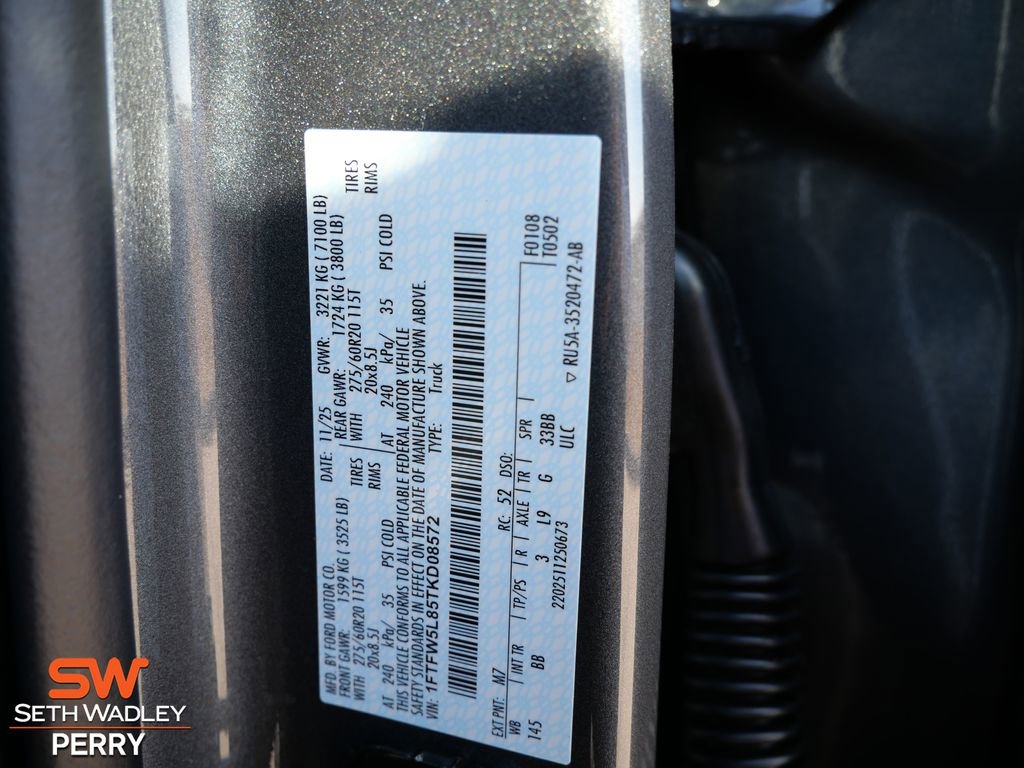 MFD. BY FORD MOTOR CO.
DATE: 11/25
GVWR: 3221 KG ( 7100 LB)
FRONT GAWR: 1599 KG ( 3525 LB)
REAR GAWR: 1724 KG ( 3800 LB)
WITH 275/60R20 115T TIRES
WITH 275/60R20 115T TIRES
20x8.5J RIMS
20x8.5J RIMS
AT 240 kPa/ 35 PSI COLD
AT 240 kPa/ 35 PSI COLD
THIS VEHICLE CONFORMS TO ALL APPLICABLE FEDERAL MOTOR VEHICLE
SAFETY STANDARDS IN EFFECT ON THE DATE OF MANUFACTURE SHOWN ABOVE.
VIN: 1FTFW5L85TKD08572
TYPE: Truck
EXT PNT: M7
RC: 52
DSO:
F0108
T0502
WB | INT TR | TP/PS | R | AXLE | TR | SPR |
145 BB 3 L9 G 33BB
2202511250673
ULC
▽ RU5A-3520472-AB
SW
SETH WADLEY
PERRY